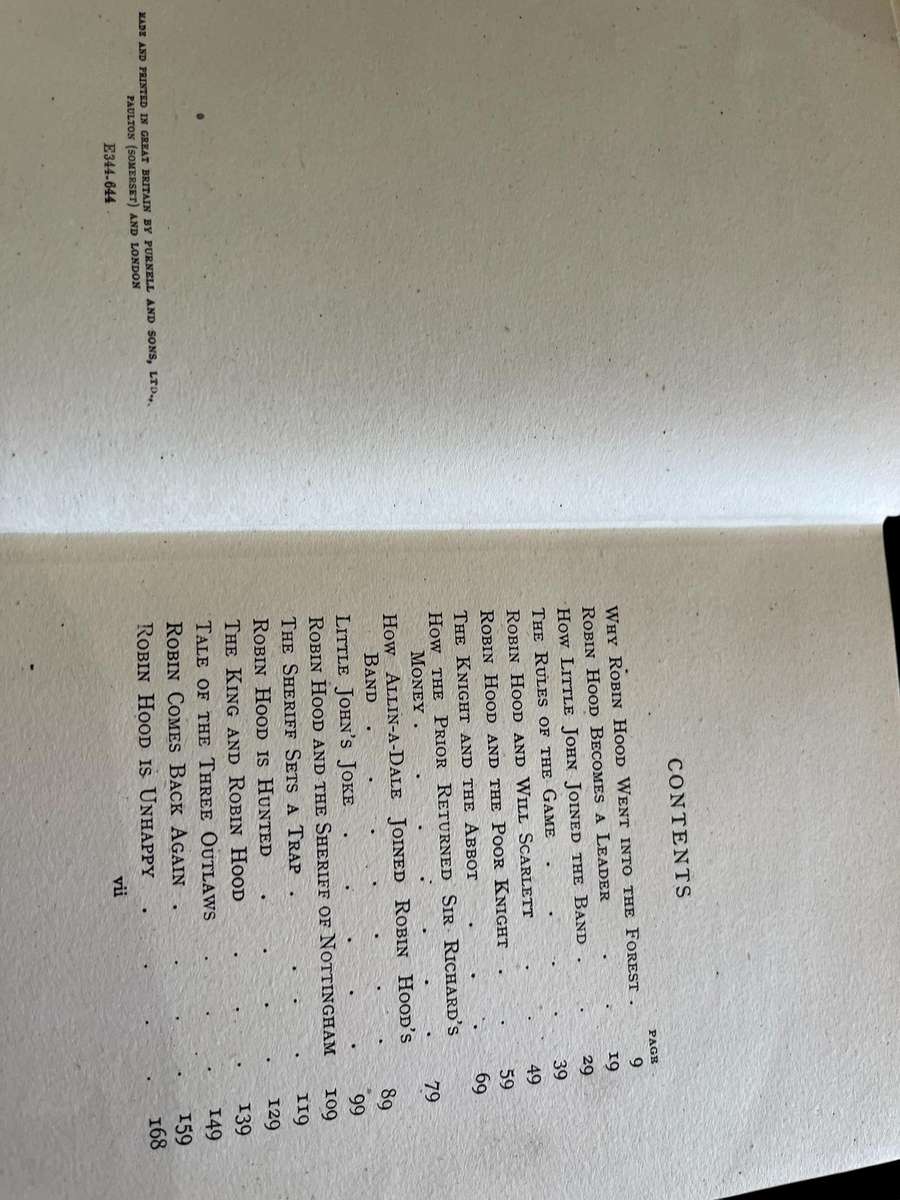 MADE AND PRINTED IN GREAT BRITAIN BY PURNELL AND SONS, LTD.,
PAULTON (SOMERSET) AND LONDON
E344.644
CONTENTS
PAGE
WHY ROBIN HOOD WENT INTO THE FOREST . 9
ROBIN HOOD BECOMES A LEADER . . 19
HOW LITTLE JOHN JOINED THE BAND . . 29
THE RULES OF THE GAME . . . . 39
ROBIN HOOD AND WILL SCARLETT . . 49
ROBIN HOOD AND THE POOR KNIGHT . . 59
THE KNIGHT AND THE ABBOT . . . 69
HOW THE PRIOR RETURNED SIR RICHARD'S
MONEY . . . . . . 79
HOW ALLIN-A-DALE JOINED ROBIN HOOD'S
BAND . . . . . . . 89
LITTLE JOHN'S JOKE . . . . . 99
ROBIN HOOD AND THE SHERIFF OF NOTTINGHAM 109
THE SHERIFF SETS A TRAP . . . . 119
ROBIN HOOD IS HUNTED . . . . 129
THE KING AND ROBIN HOOD . . . 139
TALE OF THE THREE OUTLAWS . . . 149
ROBIN COMES BACK AGAIN . . . . 159
ROBIN HOOD IS UNHAPPY . . . . 168
vii